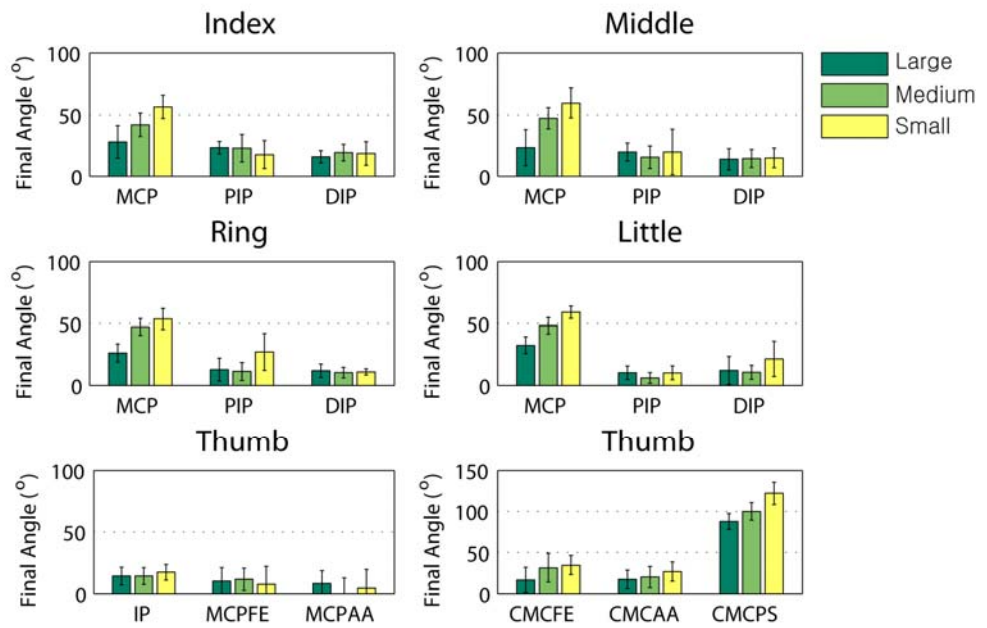 Index
Final Angle (°)
100
50
0
MCP PIP DIP
Middle
Final Angle (°)
100
50
0
MCP PIP DIP
Large
Medium
Small
Ring
Final Angle (°)
100
50
0
MCP PIP DIP
Little
Final Angle (°)
100
50
0
MCP PIP DIP
Thumb
Final Angle (°)
100
50
0
IP MCPFE MCPAA
Thumb
Final Angle (°)
150
100
50
0
CMCFE CMCAA CMCPS